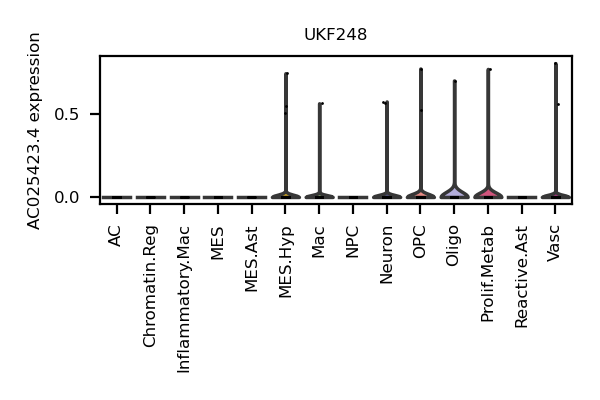 UKF248
AC025423.4 expression
0.5
0.0
AC
Chromatin.Reg
Inflammatory.Mac
MES
MES.Ast
MES.Hyp
Mac
NPC
Neuron
OPC
Oligo
Prolif.Metab
Reactive.Ast
Vasc